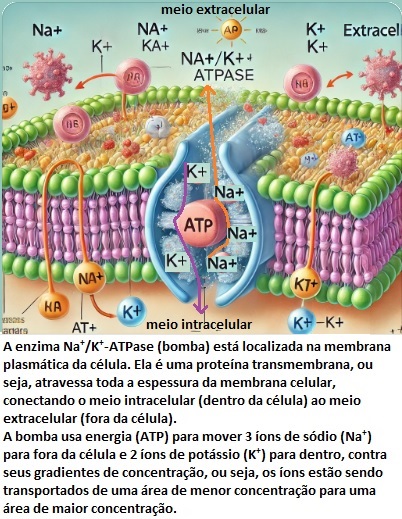 meio extracelular
Na+
NA+
KA+
K+
AP
K+
K+
Extracel
NA/K++
ATPASE
AT-
K+
Na+
ATP
Na+
K+
Na+
NA+
K+
AT+
K+-K+
meio intracelular
A enzima Na⁺/K⁺-ATPase (bomba) está localizada na membrana
plasmática da célula. Ela é uma proteína transmembrana, ou
seja, atravessa toda a espessura da membrana celular,
conectando o meio intracelular (dentro da célula) ao meio
extracelular (fora da célula).
A bomba usa energia (ATP) para mover 3 íons de sódio (Na⁺)
para fora da célula e 2 íons de potássio (K⁺) para dentro, contra
seus gradientes de concentração, ou seja, os íons estão sendo
transportados de uma área de menor concentração para uma
área de maior concentração.